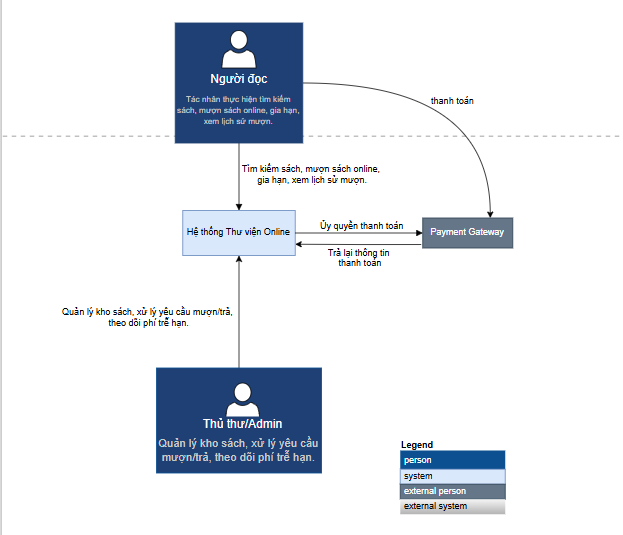 Người đọc
Tác nhân thực hiện tìm kiếm
sách, mượn sách online, gia hạn,
xem lịch sử mượn.
thanh toán
Tìm kiếm sách, mượn sách online,
gia hạn, xem lịch sử mượn.
Hệ thống Thư viện Online
Ủy quyền thanh toán
Payment Gateway
Trả lại thông tin
thanh toán
Quản lý kho sách, xử lý yêu cầu mượn/trả,
theo dõi phí trễ hạn.
Thủ thư/Admin
Quản lý kho sách, xử lý yêu cầu
mượn/trả, theo dõi phí trễ hạn.
Legend
person
system
external person
external system